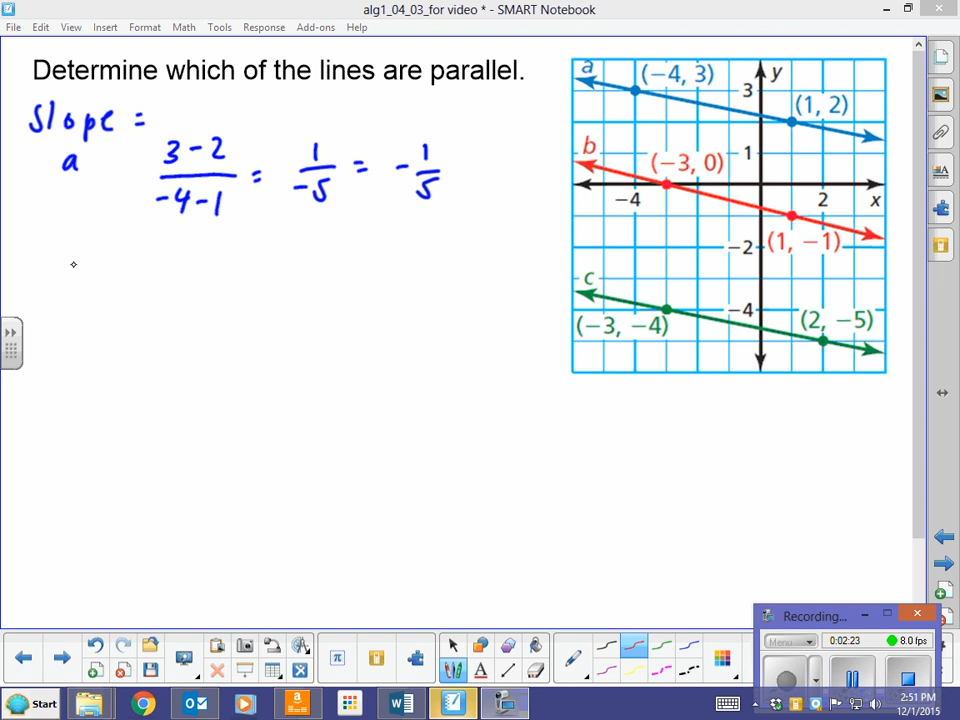 alg1_04_03_for video * - SMART Notebook
File Edit View Insert Format Math Tools Response Add-ons Help
Determine which of the lines are parallel.
Slope =
a 3 - 2 / -4 - 1 = 1 / -5 = - 1 / 5
a (−4, 3) y
3
(1, 2)
b 1
(−3, 0)
−4 2 x
−2 (1, −1)
c
−4
(−3, −4) (2, −5)
Recording...
Menu 0:02:23 8.0 fps
π
A
Start
2:51 PM
12/1/2015